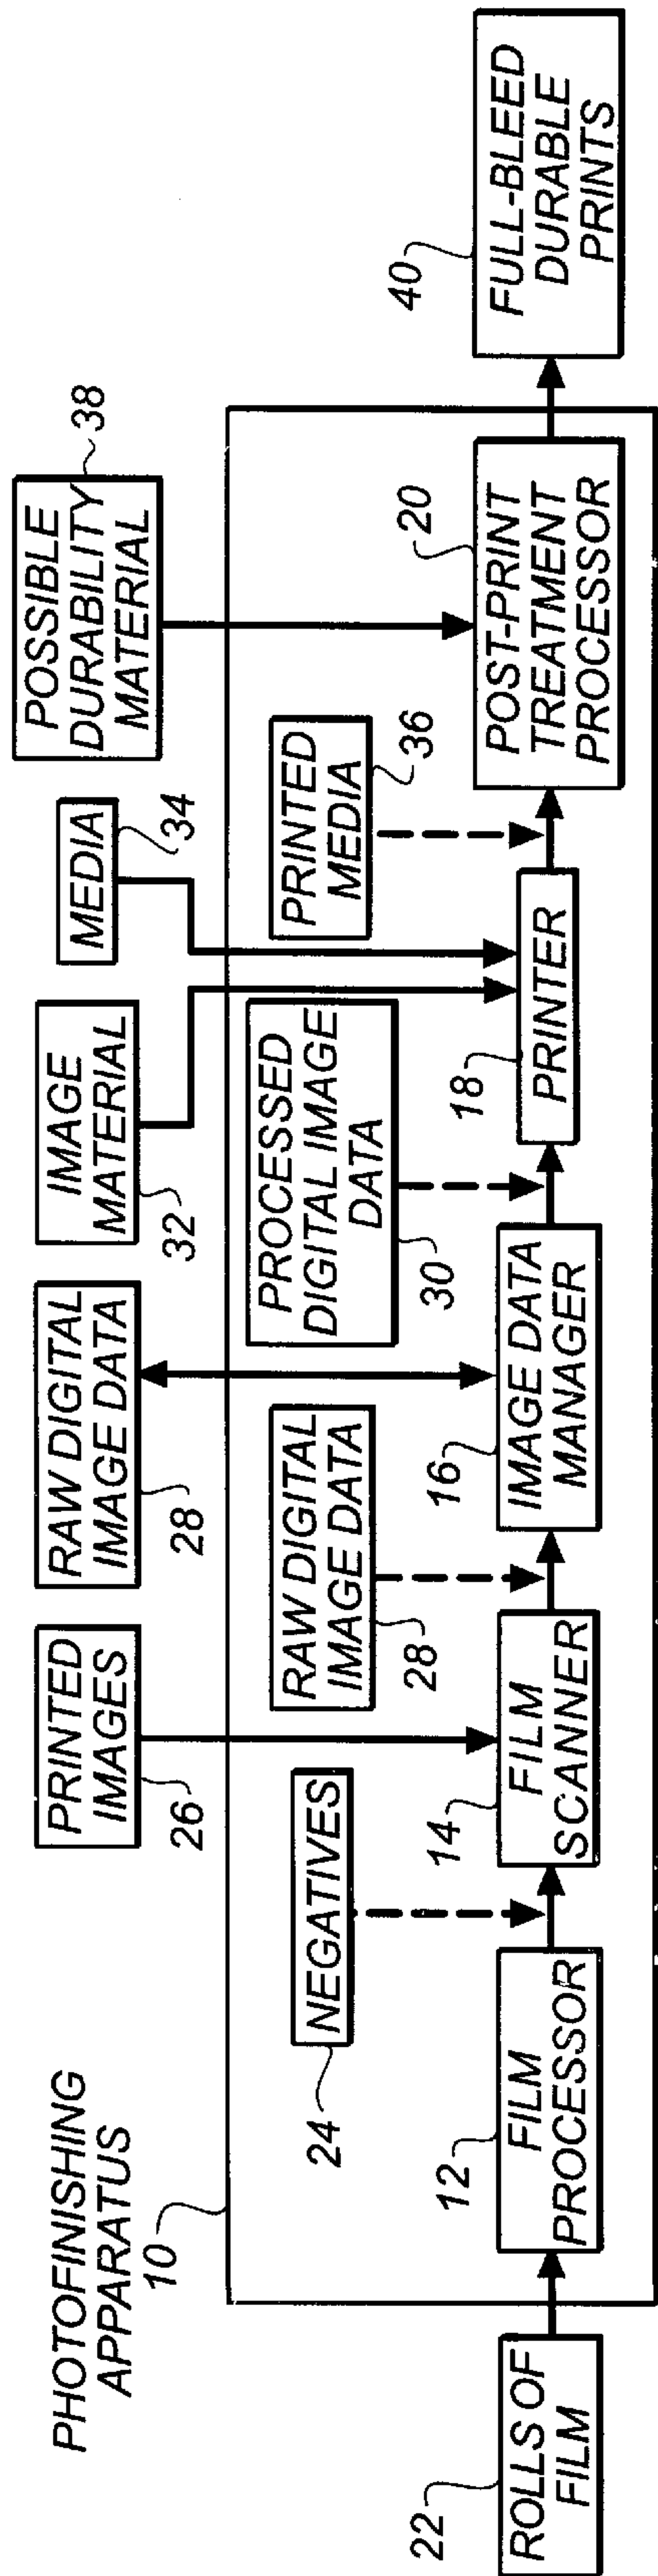 PHOTOFINISHING
APPARATUS
10
PRINTED
IMAGES
26
RAW DIGITAL
IMAGE DATA
28
IMAGE
MATERIAL
32
MEDIA
34
POSSIBLE
DURABILITY
MATERIAL
38
NEGATIVES
24
RAW DIGITAL
IMAGE DATA
28
PROCESSED
DIGITAL IMAGE
DATA
30
PRINTED
MEDIA
36
22
ROLLS OF
FILM
12
FILM
PROCESSOR
14
FILM
SCANNER
16
IMAGE DATA
MANAGER
18
PRINTER
20
POST-PRINT
TREATMENT
PROCESSOR
40
FULL-BLEED
DURABLE
PRINTS